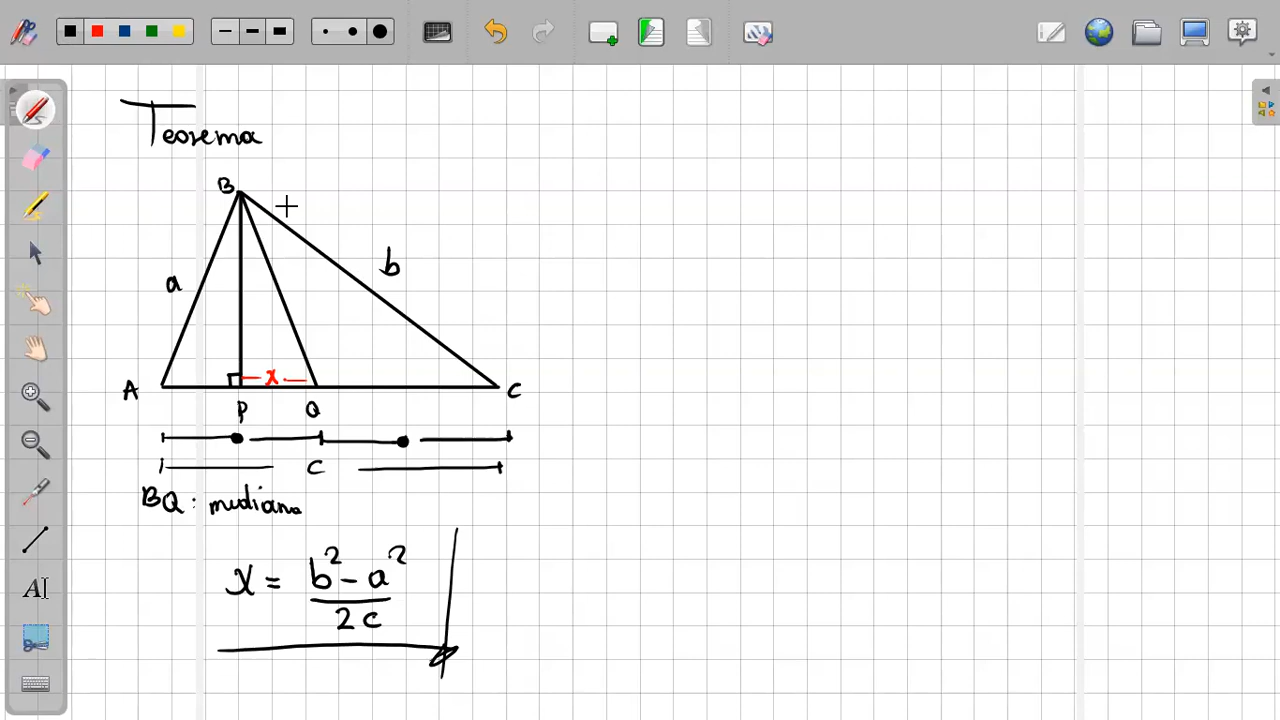 Teorema
B
a
b
x
A
P
Q
C
C
BQ : mediana
x = b² - a² / 2c
A